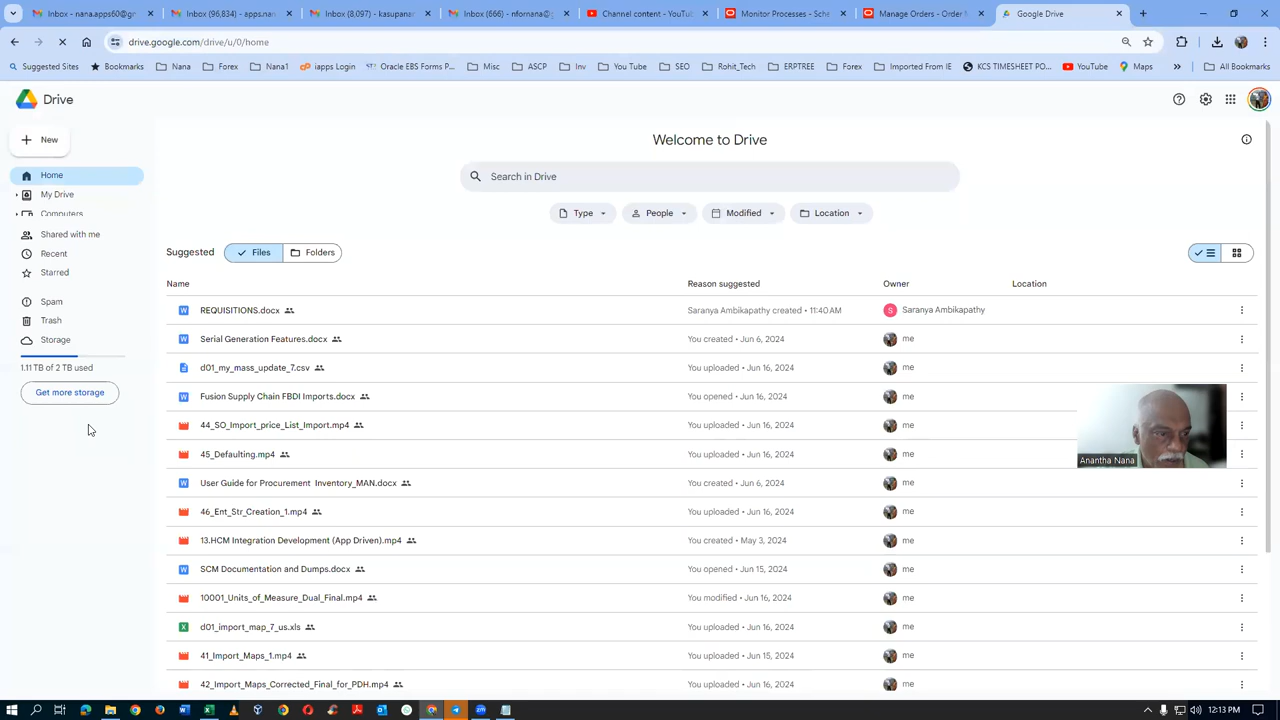 Inbox - nana.apps60@gr
Inbox (96,834) - appsnan
Inbox (8,097) - kasupanar
Inbox (666) - nfornana@g
Channel content - YouTu
Monitor Processes - Sche
Manage Orders - Order M
Google Drive
drive.google.com/drive/u/0/home
Suggested Sites
Bookmarks
Nana
Forex
Nana1
iapps Login
Oracle EBS Forms P...
Misc
ASCP
Inv
You Tube
SEO
Rohit_Tech
ERPTREE
Forex
Imported From IE
KCS TIMESHEET PO...
YouTube
Maps
»
All Bookmarks
Drive
New
Welcome to Drive
Home
Search in Drive
My Drive
Computers
Type
People
Modified
Location
Shared with me
Recent
Suggested
Files
Folders
Starred
Name
Reason suggested
Owner
Location
Spam
REQUISITIONS.docx
Saranya Ambikapathy created • 11:40 AM
S
Saranya Ambikapathy
Trash
Storage
Serial Generation Features.docx
You created • Jun 6, 2024
me
1.11 TB of 2 TB used
d01_my_mass_update_7.csv
You uploaded • Jun 16, 2024
me
Get more storage
Fusion Supply Chain FBDI Imports.docx
You opened • Jun 16, 2024
me
44_SO_Import_price_List_Import.mp4
You uploaded • Jun 16, 2024
me
45_Defaulting.mp4
You uploaded • Jun 16, 2024
me
Anantha Nana
User Guide for Procurement Inventory_MAN.docx
You created • Jun 6, 2024
me
46_Ent_Str_Creation_1.mp4
You uploaded • Jun 16, 2024
me
13.HCM Integration Development (App Driven).mp4
You created • May 3, 2024
me
SCM Documentation and Dumps.docx
You opened • Jun 15, 2024
me
10001_Units_of_Measure_Dual_Final.mp4
You modified • Jun 16, 2024
me
d01_import_map_7_us.xls
You uploaded • Jun 16, 2024
me
41_Import_Maps_1.mp4
You uploaded • Jun 15, 2024
me
42_Import_Maps_Corrected_Final_for_PDH.mp4
You uploaded • Jun 16, 2024
me
12:13 PM